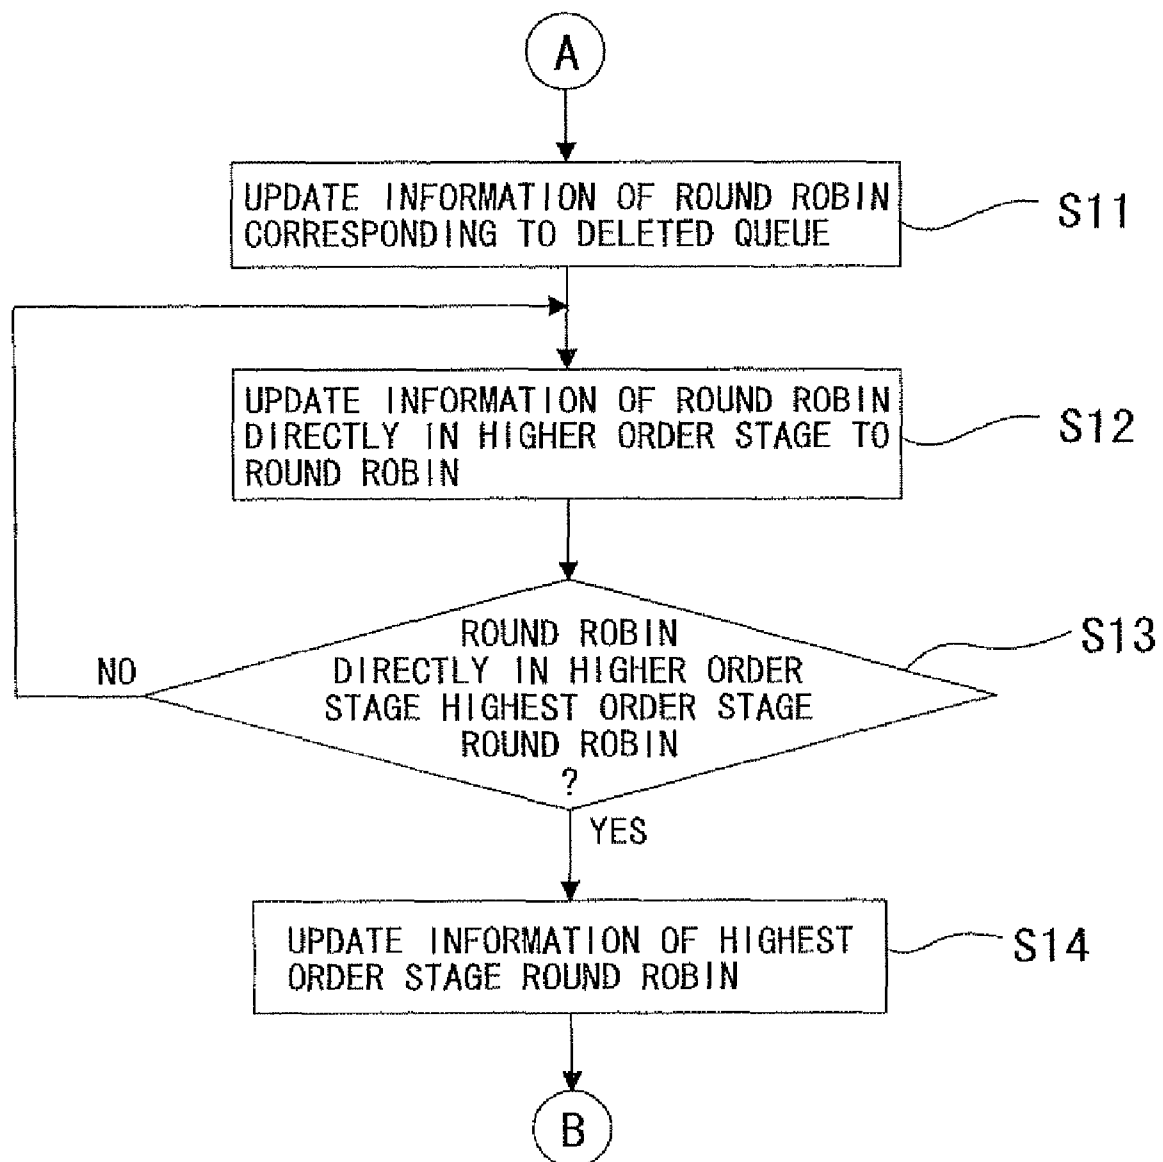 A
UPDATE INFORMATION OF ROUND ROBIN
CORRESPONDING TO DELETED QUEUE
S11
UPDATE INFORMATION OF ROUND ROBIN
DIRECTLY IN HIGHER ORDER STAGE TO
ROUND ROBIN
S12
ROUND ROBIN
DIRECTLY IN HIGHER ORDER
STAGE HIGHEST ORDER STAGE
ROUND ROBIN
?
S13
NO
YES
UPDATE INFORMATION OF HIGHEST
ORDER STAGE ROUND ROBIN
S14
B